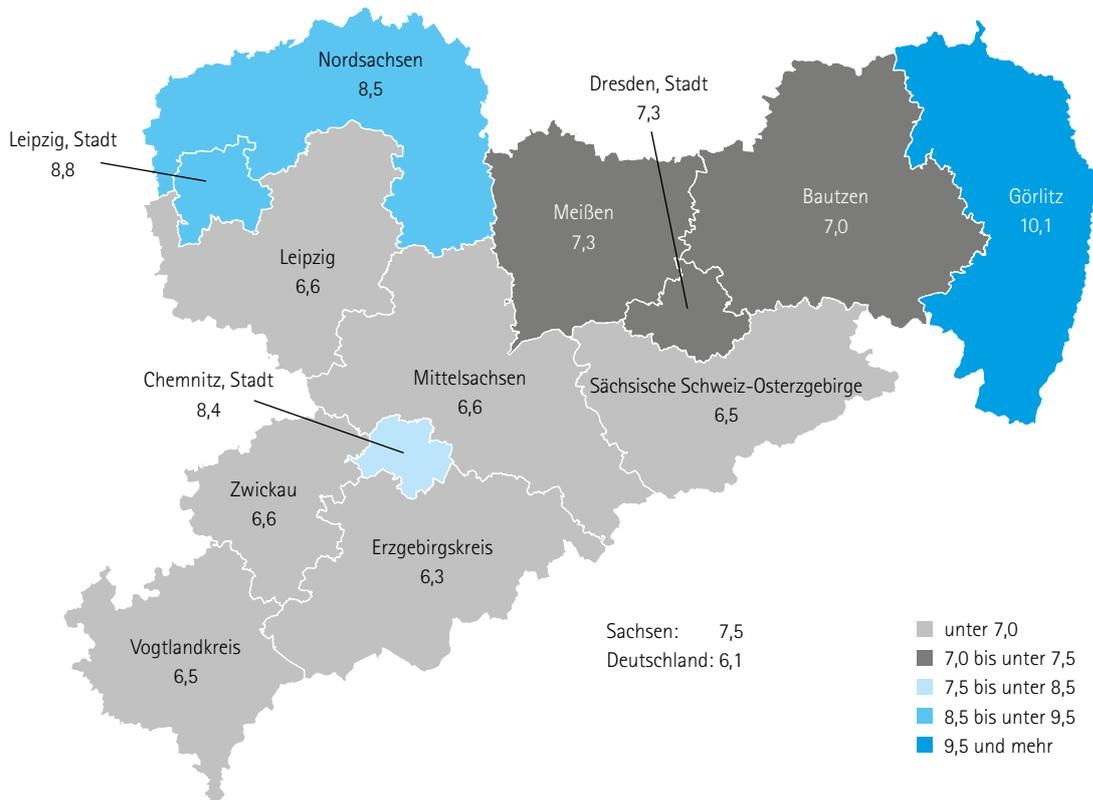 Nordsachsen
8,5
Dresden, Stadt
7,3
Leipzig, Stadt
8,8
Meißen
7,3
Bautzen
7,0
Görlitz
10,1
Leipzig
6,6
Chemnitz, Stadt
8,4
Mittelsachsen
6,6
Sächsische Schweiz-Osterzgebirge
6,5
Zwickau
6,6
Erzgebirgskreis
6,3
Vogtlandkreis
6,5
Sachsen: 7,5
Deutschland: 6,1
unter 7,0
7,0 bis unter 7,5
7,5 bis unter 8,5
8,5 bis unter 9,5
9,5 und mehr